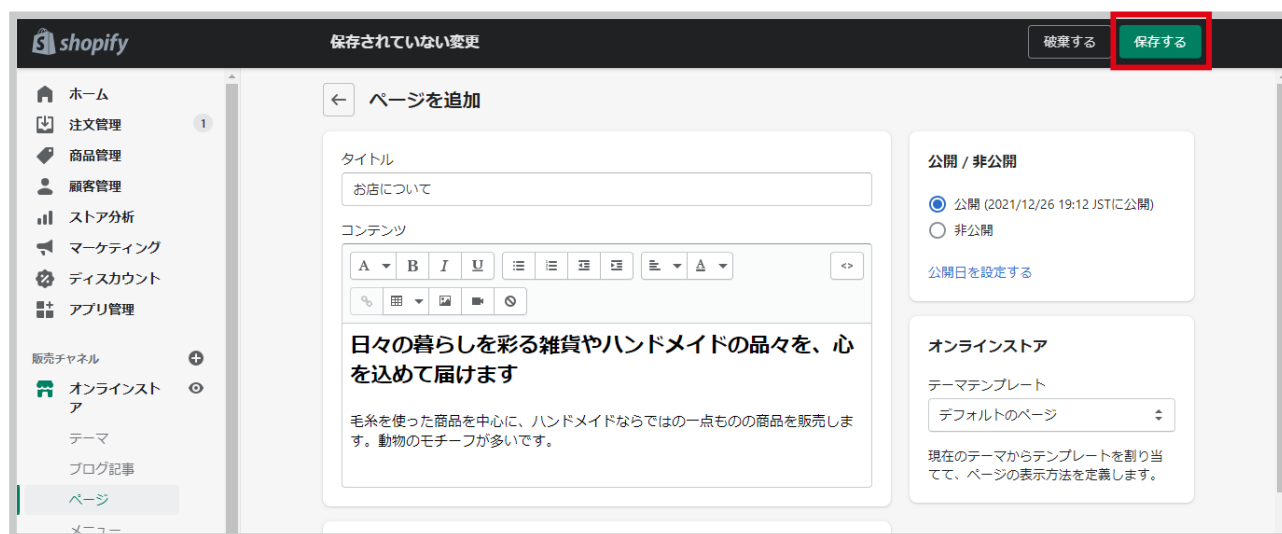 shopify
保存されていない変更
破棄する
保存する
ホーム
注文管理
1
商品管理
顧客管理
ストア分析
マーケティング
ディスカウント
アプリ管理
販売チャネル
オンラインスト
ア
テーマ
ブログ記事
ページ
メニュー
ページを追加
タイトル
お店について
コンテンツ
A B I U A <>
日々の暮らしを彩る雑貨やハンドメイドの品々を、心
を込めて届けます
毛糸を使った商品を中心に、ハンドメイドならではの一点ものの商品を販売しま
す。動物のモチーフが多いです。
公開 / 非公開
公開 (2021/12/26 19:12 JSTに公開)
非公開
公開日を設定する
オンラインストア
テーマテンプレート
デフォルトのページ
現在のテーマからテンプレートを割り当
てて、ページの表示方法を定義します。